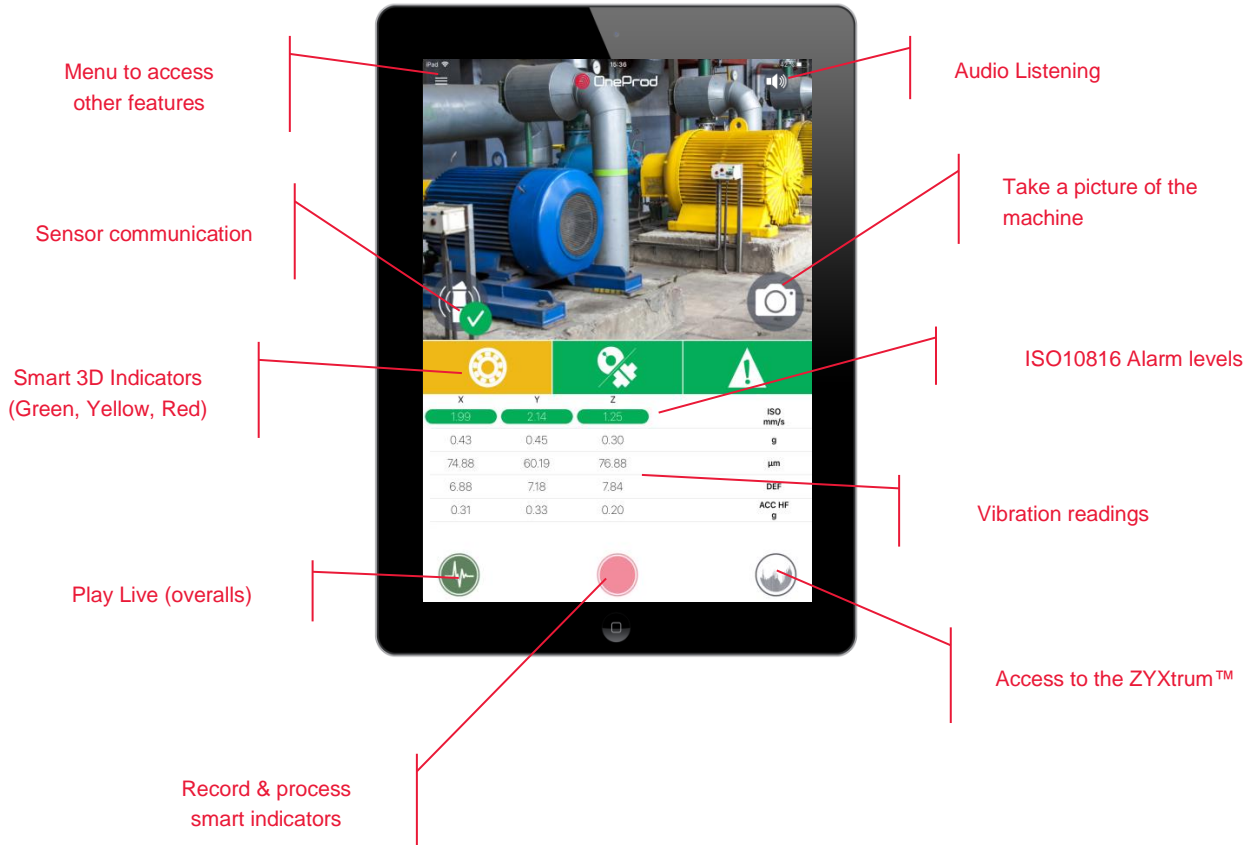 iPad
15:36
OneProd
Menu to access
other features
Audio Listening
Take a picture of the
machine
Sensor communication
ISO10816 Alarm levels
Smart 3D Indicators
(Green, Yellow, Red)
X Y Z
1.99 2.14 1.25 ISO
mm/s
0.43 0.45 0.30 g
74.88 60.19 76.88 µm
6.88 7.18 7.84 DEF
0.31 0.33 0.20 ACC HF
g
Vibration readings
Play Live (overalls)
Access to the ZYXtrum™
Record & process
smart indicators